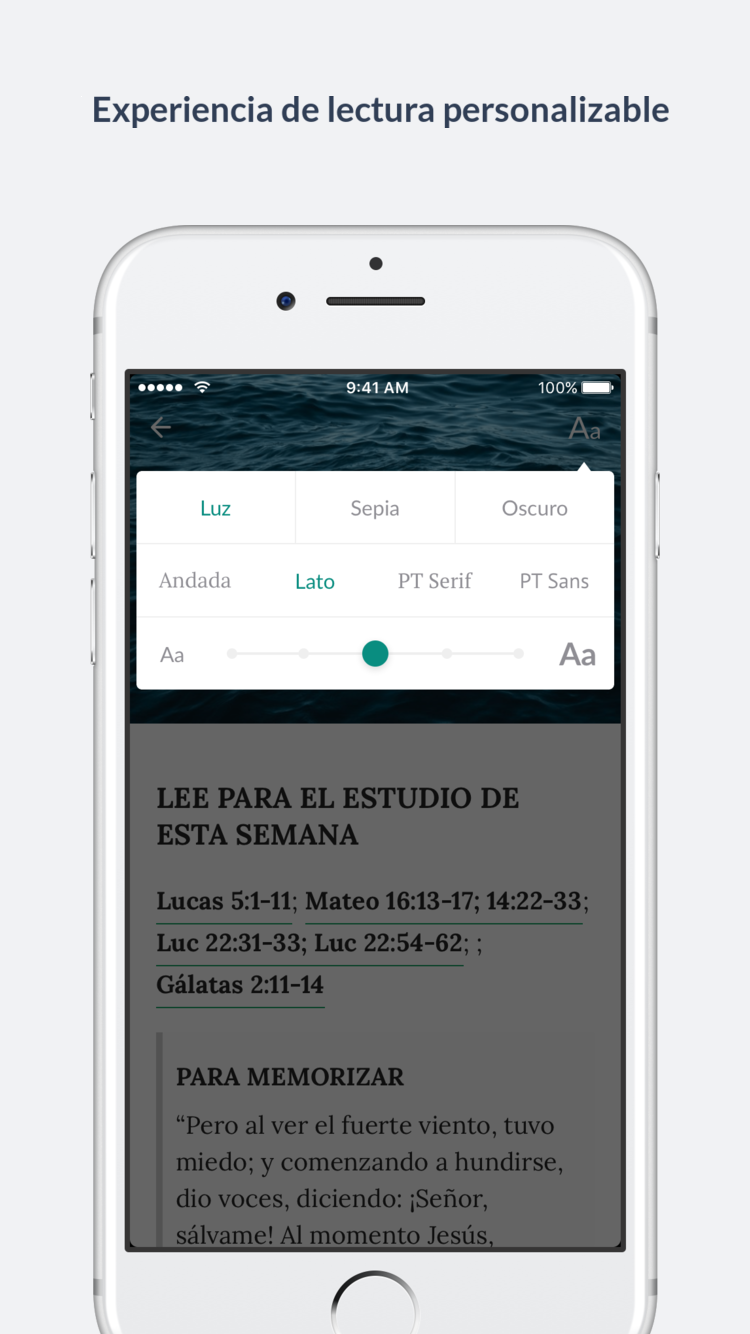 Experiencia de lectura personalizable
9:41 AM 100%
Aa
Luz Sepia Oscuro
Andada Lato PT Serif PT Sans
Aa Aa
LEE PARA EL ESTUDIO DE
ESTA SEMANA
Lucas 5:1-11; Mateo 16:13-17; 14:22-33;
Luc 22:31-33; Luc 22:54-62; ;
Gálatas 2:11-14
PARA MEMORIZAR
“Pero al ver el fuerte viento, tuvo
miedo; y comenzando a hundirse,
dio voces, diciendo: ¡Señor,
sálvame! Al momento Jesús,